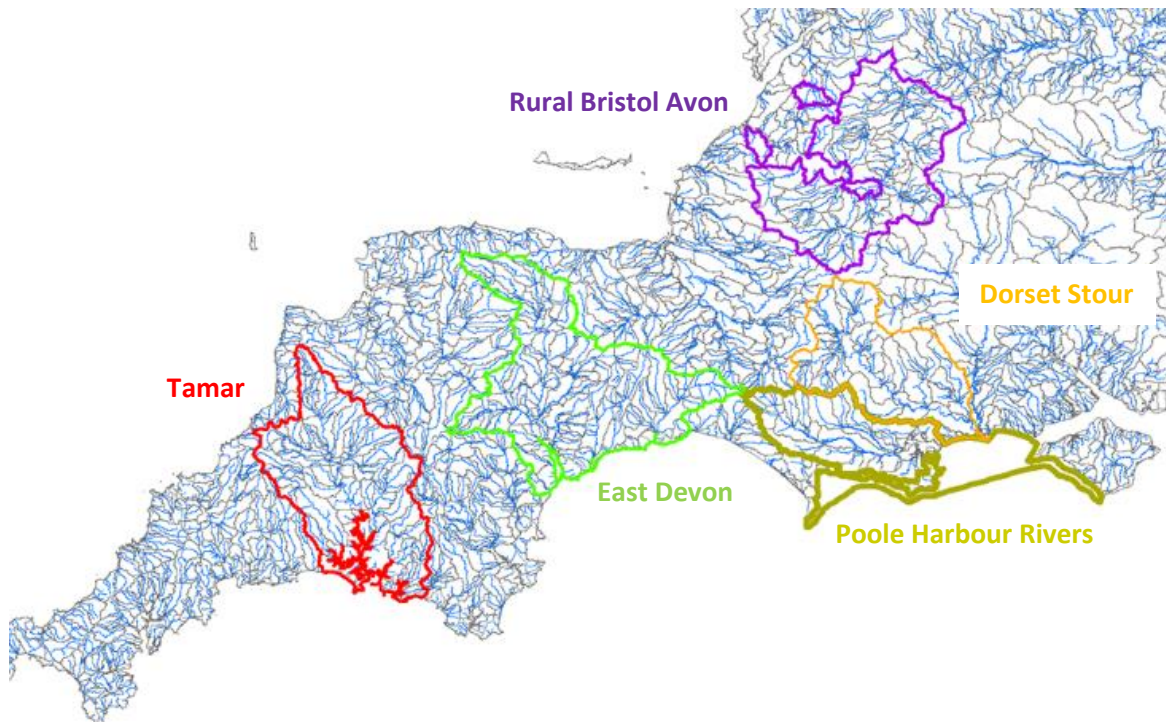 Rural Bristol Avon
Dorset Stour
Tamar
East Devon
Poole Harbour Rivers